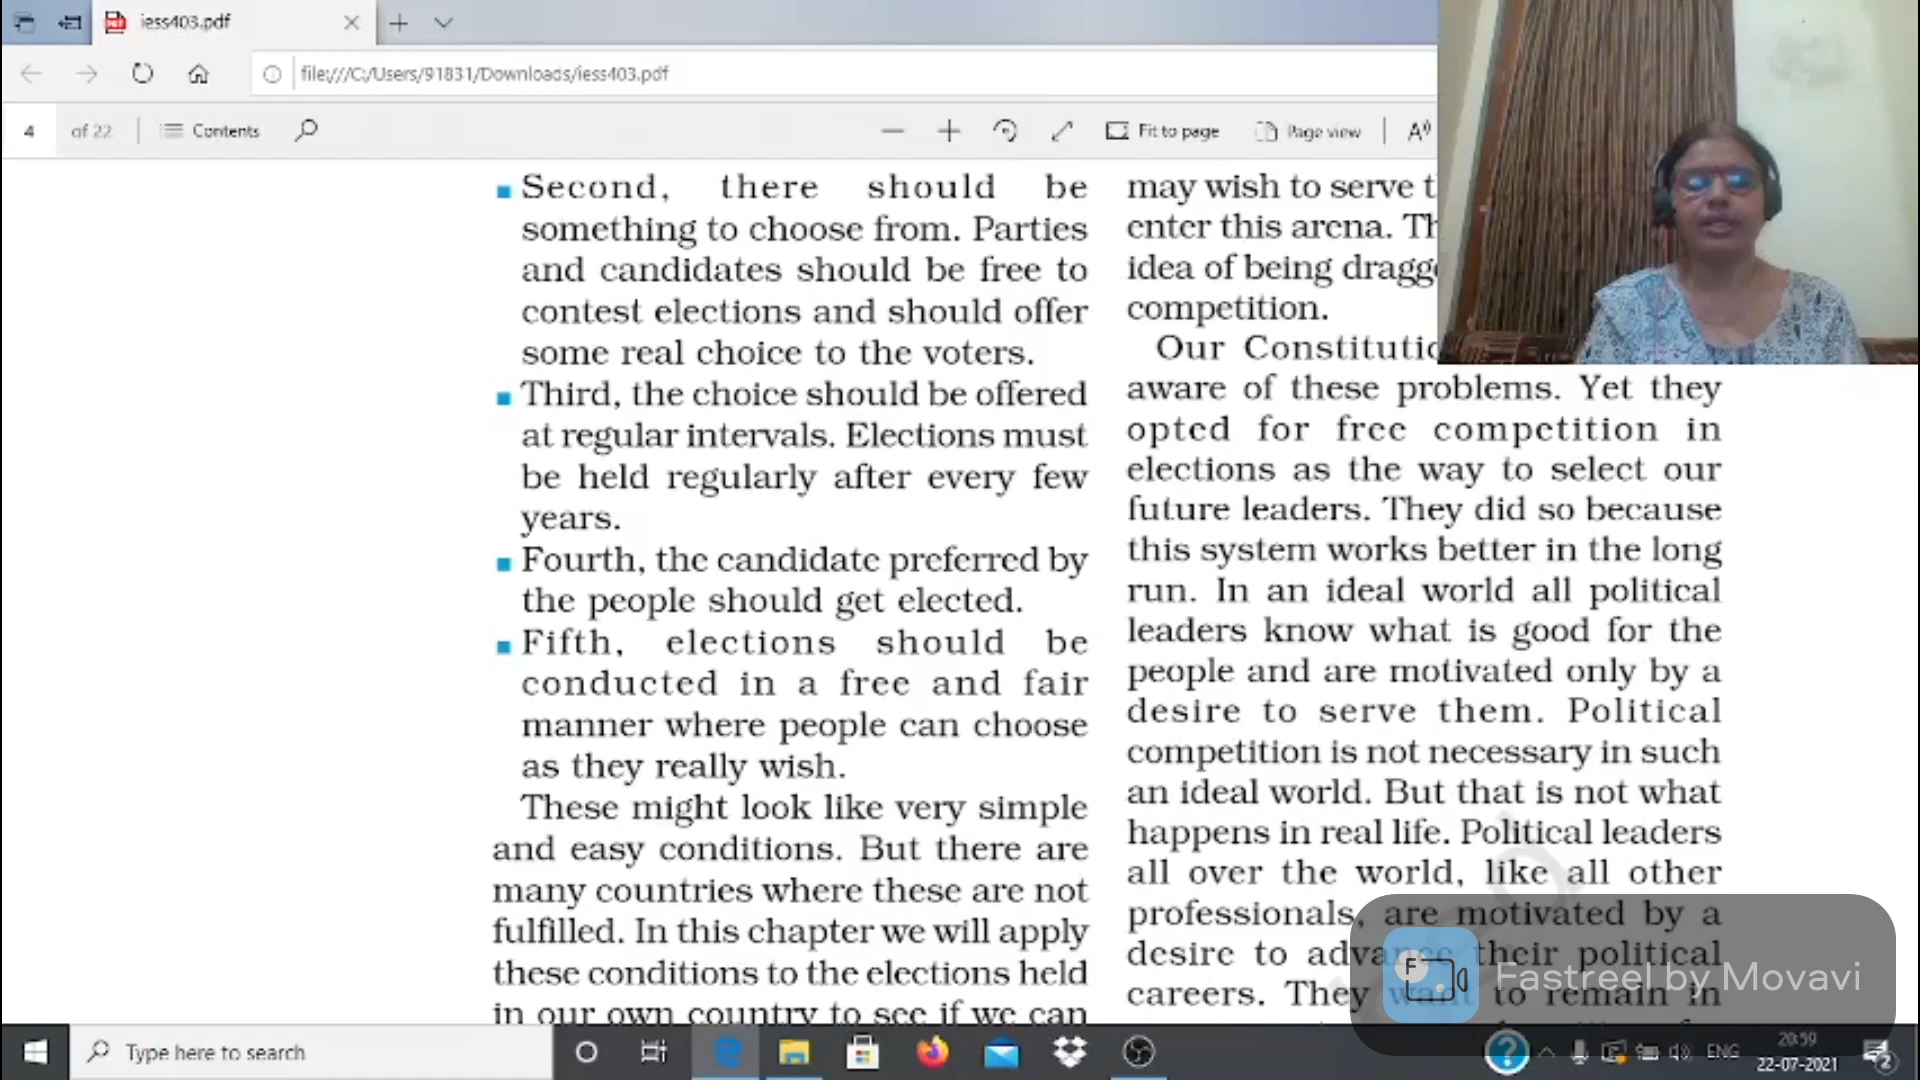 iess403.pdf
file:///C:/Users/91831/Downloads/iess403.pdf
4 of 22 Contents Fit to page Page view
Second, there should be
something to choose from. Parties
and candidates should be free to
contest elections and should offer
some real choice to the voters.
Third, the choice should be offered
at regular intervals. Elections must
be held regularly after every few
years.
Fourth, the candidate preferred by
the people should get elected.
Fifth, elections should be
conducted in a free and fair
manner where people can choose
as they really wish.
These might look like very simple
and easy conditions. But there are
many countries where these are not
fulfilled. In this chapter we will apply
these conditions to the elections held
in our own country to see if we can
may wish to serve
enter this arena.
idea of being
competition.
Our
aware of these problems. Yet they
opted for free competition in
elections as the way to select our
future leaders. They did so because
this system works better in the long
run. In an ideal world all political
leaders know what is good for the
people and are motivated only by a
desire to serve them. Political
competition is not necessary in such
an ideal world. But that is not what
happens in real life. Political leaders
all over the world, like all other
professionals, are motivated by a
desire to advance their political
careers. They want to remain in
Fastreel by Movavi
Type here to search
ENG
20:59
22-07-2021
2